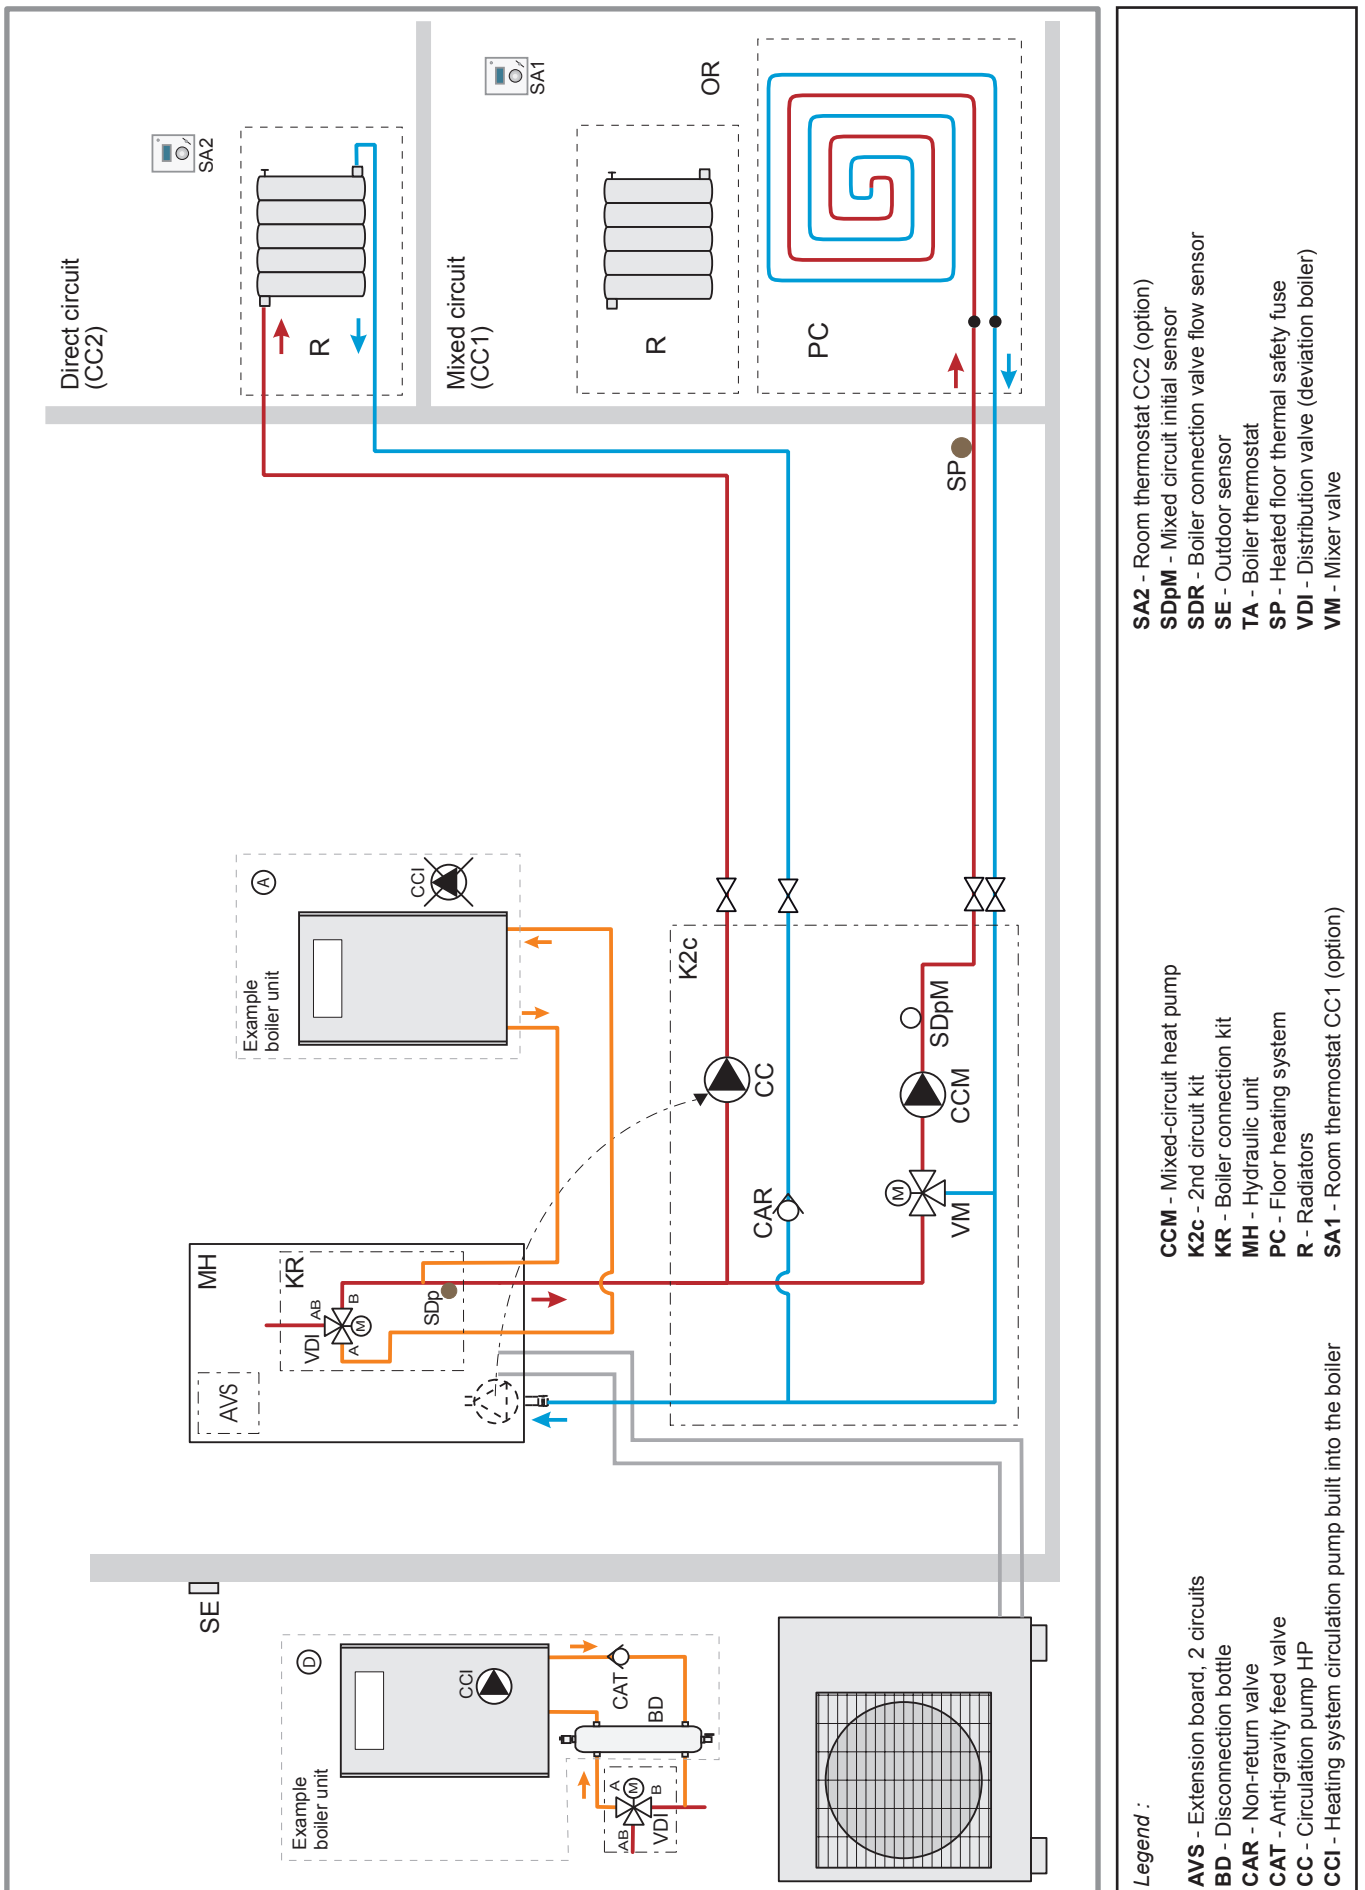 SE
Example
boiler unit
D
CCI
CAT
BD
A
M
B
AB
VDI
MH
AVS
KR
AB
VDI
B
M
A
SDp
Example
boiler unit
A
CCI
K2c
CC
CAR
M
VM
CCM
SDpM
SP
Direct circuit
(CC2)
R
SA2
Mixed circuit
(CC1)
R
OR
SA1
PC
Legend :
AVS - Extension board, 2 circuits
BD - Disconnection bottle
CAR - Non-return valve
CAT - Anti-gravity feed valve
CC - Circulation pump HP
CCI - Heating system circulation pump built into the boiler
CCM - Mixed-circuit heat pump
K2c - 2nd circuit kit
KR - Boiler connection kit
MH - Hydraulic unit
PC - Floor heating system
R - Radiators
SA1 - Room thermostat CC1 (option)
SA2 - Room thermostat CC2 (option)
SDpM - Mixed circuit initial sensor
SDR - Boiler connection valve flow sensor
SE - Outdoor sensor
TA - Boiler thermostat
SP - Heated floor thermal safety fuse
VDI - Distribution valve (deviation boiler)
VM - Mixer valve